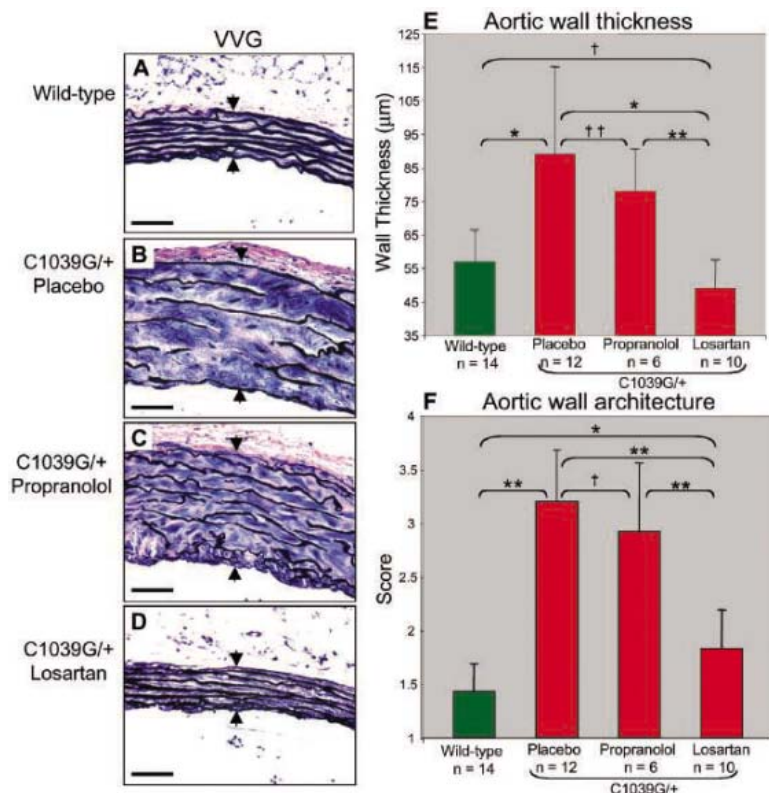 VVG
A
Wild-type
B
C1039G/+
Placebo
C
C1039G/+
Propranolol
D
C1039G/+
Losartan
E Aortic wall thickness
Wall Thickness (μm)
125
115
105
95
85
75
65
55
45
35
†
*
* †† **
Wild-type Placebo Propranolol Losartan
n = 14 n = 12 n = 6 n = 10
C1039G/+
F Aortic wall architecture
Score
4
3.5
3
2.5
2
1.5
1
*
**
** † **
Wild-type Placebo Propranolol Losartan
n = 14 n = 12 n = 6 n = 10
C1039G/+